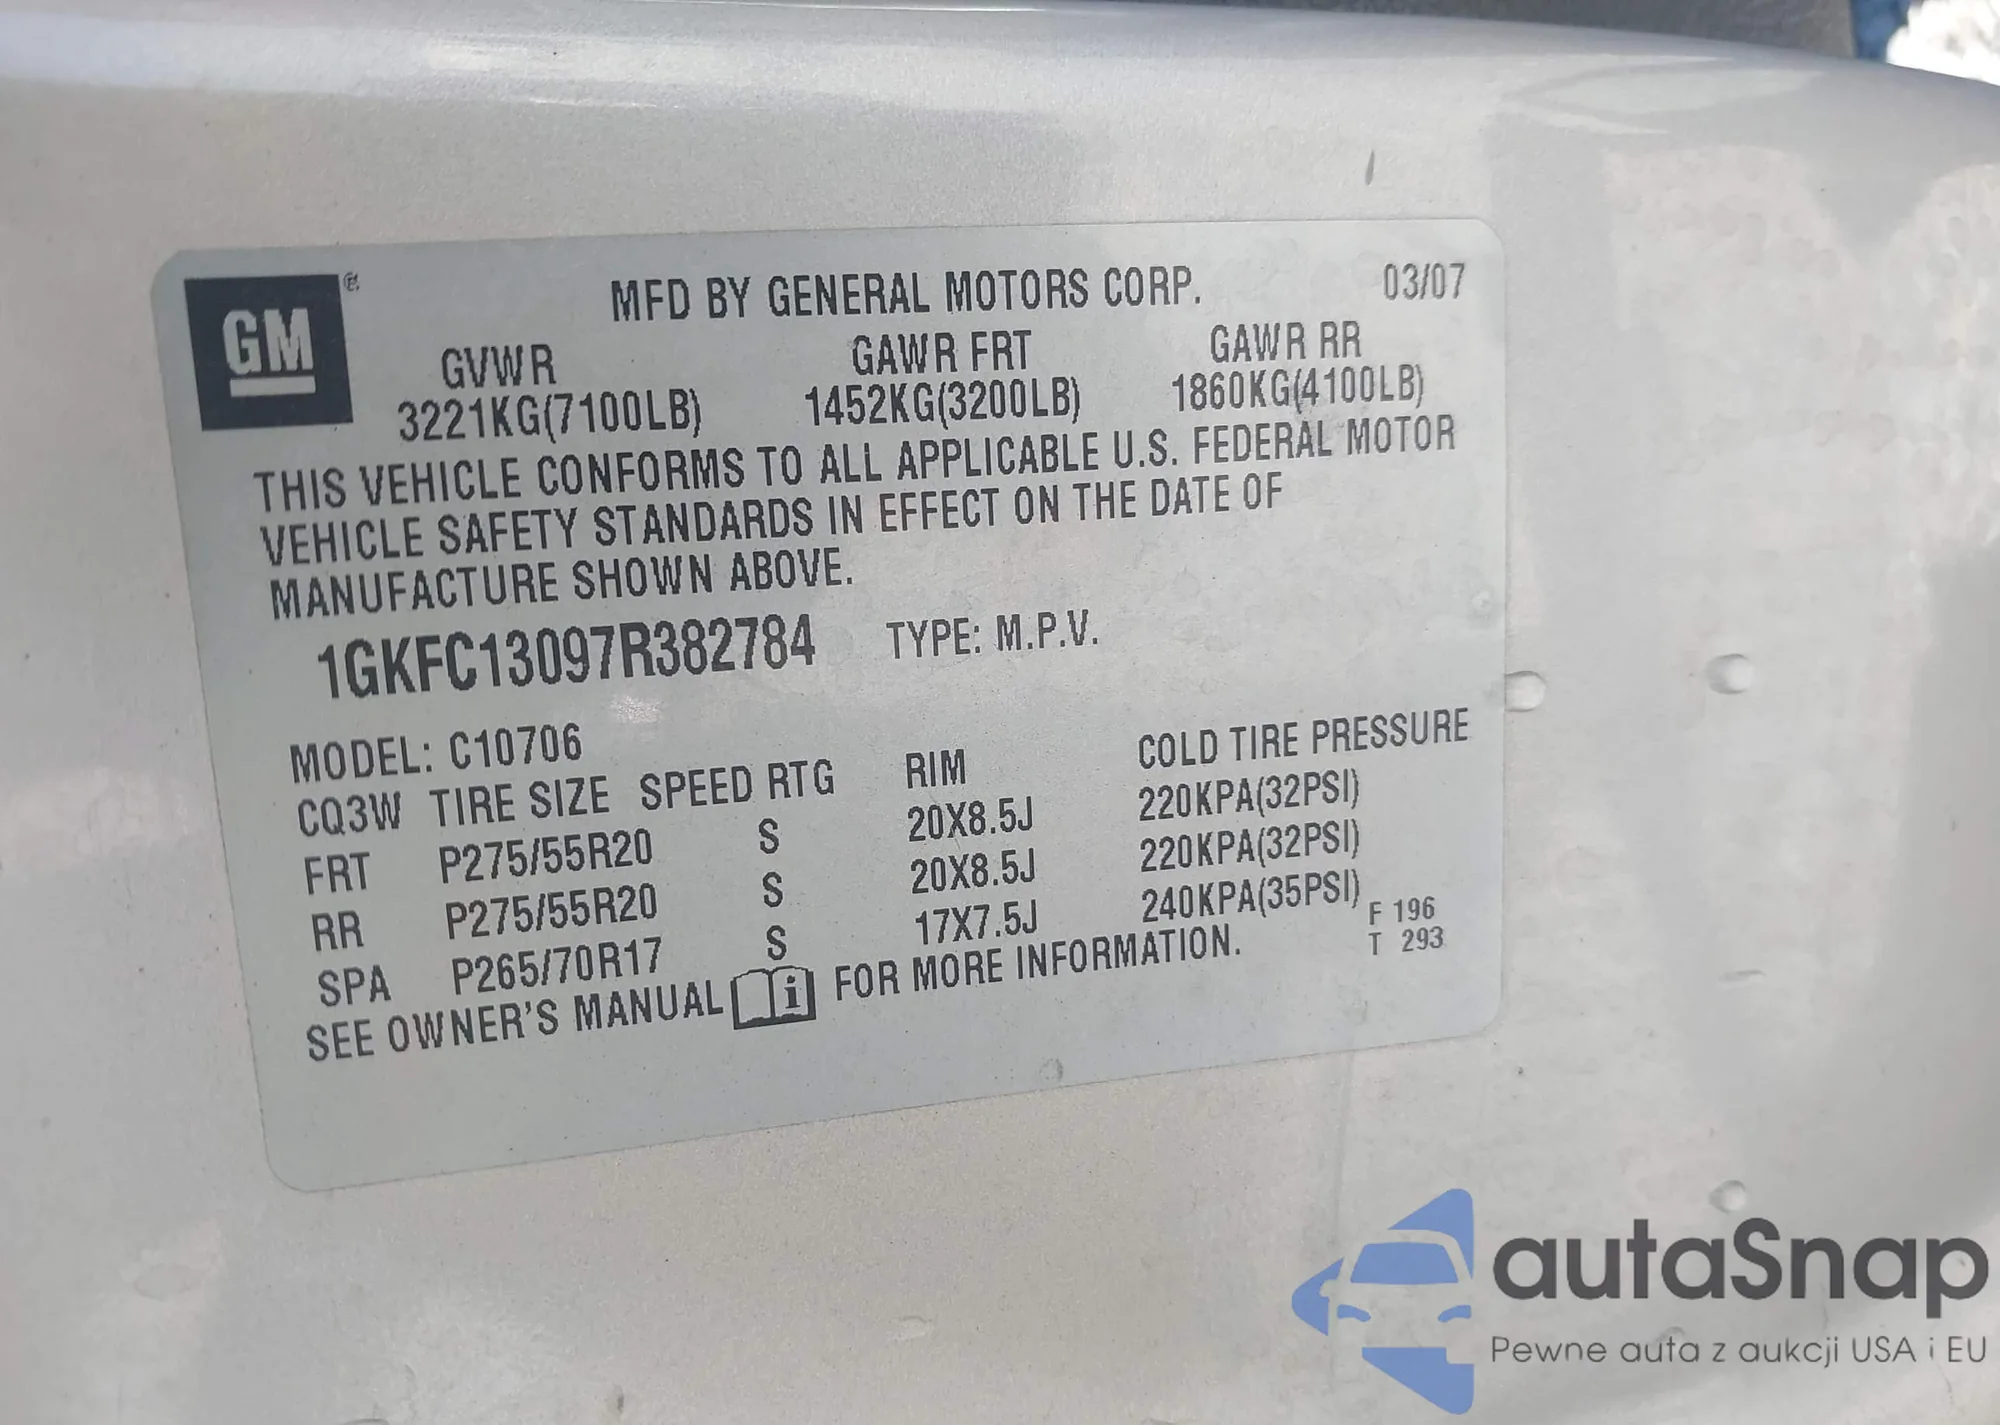 GM
MFD BY GENERAL MOTORS CORP. 03/07
GVWR GAWR FRT GAWR RR
3221KG(7100LB) 1452KG(3200LB) 1860KG(4100LB)
THIS VEHICLE CONFORMS TO ALL APPLICABLE U.S. FEDERAL MOTOR
VEHICLE SAFETY STANDARDS IN EFFECT ON THE DATE OF
MANUFACTURE SHOWN ABOVE.
1GKFC13097R382784 TYPE: M.P.V.
MODEL: C10706
CQ3W TIRE SIZE SPEED RTG RIM COLD TIRE PRESSURE
FRT P275/55R20 S 20X8.5J 220KPA(32PSI)
RR P275/55R20 S 20X8.5J 220KPA(32PSI)
SPA P265/70R17 S 17X7.5J 240KPA(35PSI)
SEE OWNER'S MANUAL i FOR MORE INFORMATION.
F 196
T 293
autaSnap
Pewne auta z aukcji USA i EU